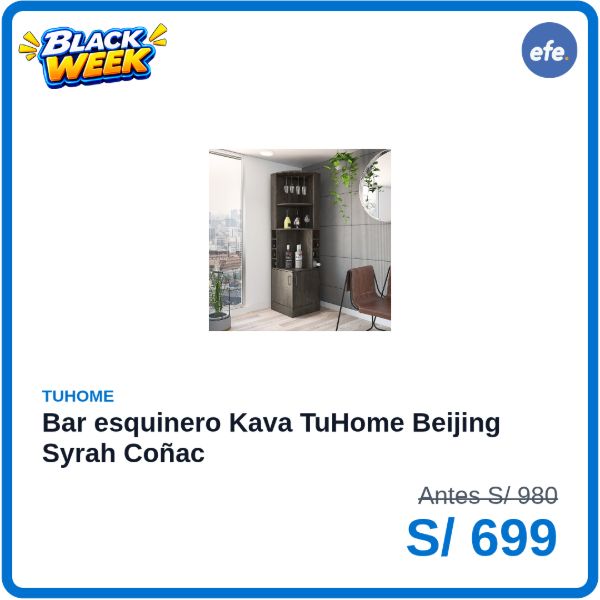 BLACK
WEEK
efe.
TUHOME
Bar esquinero Kava TuHome Beijing
Syrah Coñac
Antes S/ 980
S/ 699